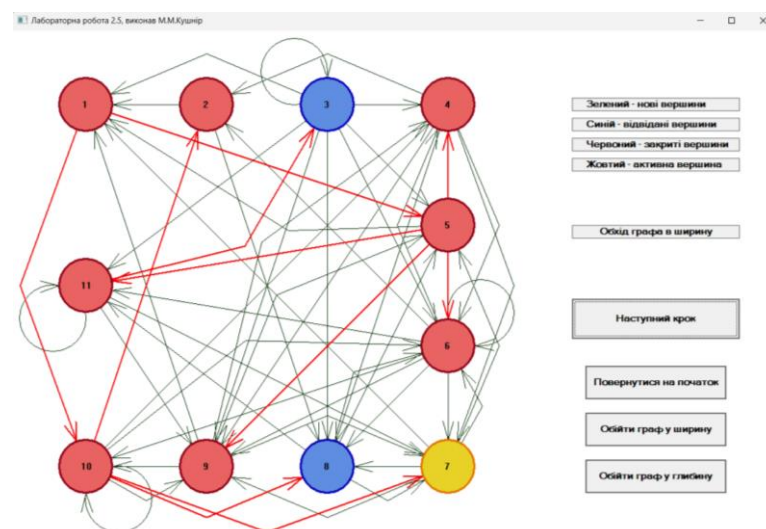 Лабораторна робота 2.5, виконав М.М.Кушнір
1 2 3 4
Зелений - нові вершини
Синій - відвідані вершини
Червоний - закриті вершини
Жовтий - активна вершина
5
Обхід графа в ширину
11
Наступний крок
6
Повернутися на початок
Обійти граф у ширину
10 9 8 7
Обійти граф у глибину